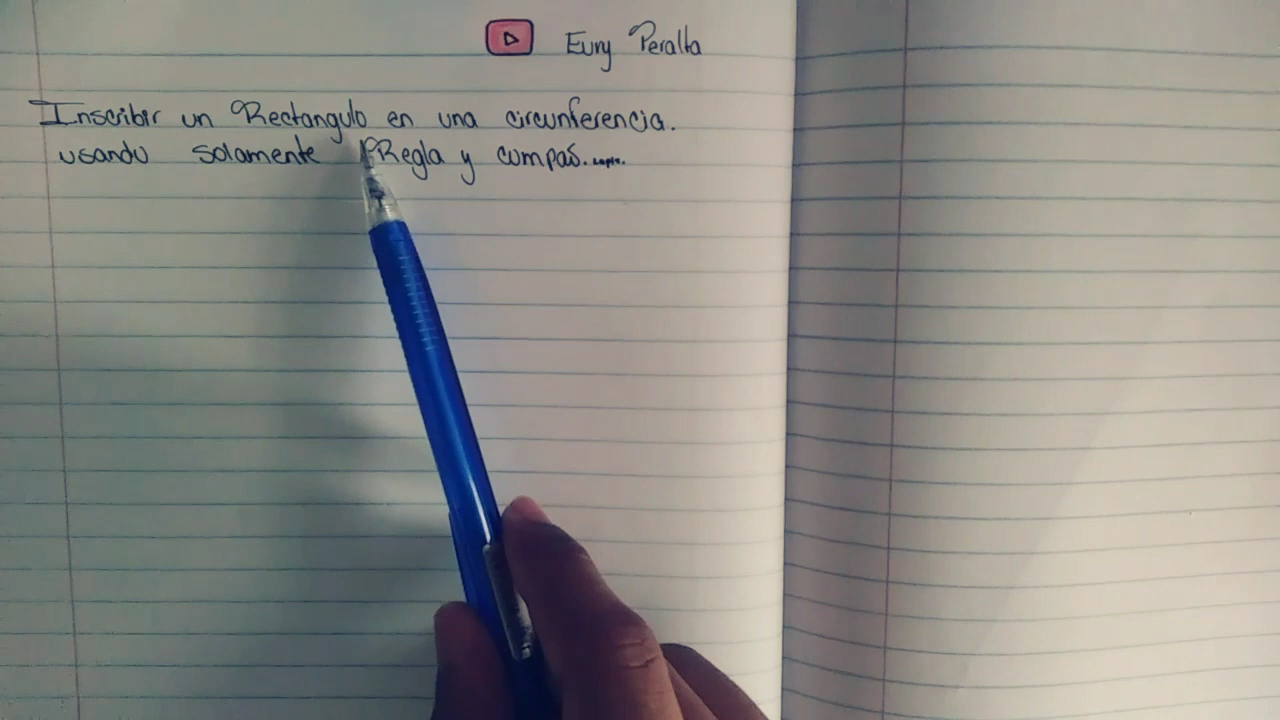 Eury Peralta
Inscribir un Rectangulo en una circunferencia.
usando solamente Regla y compas.